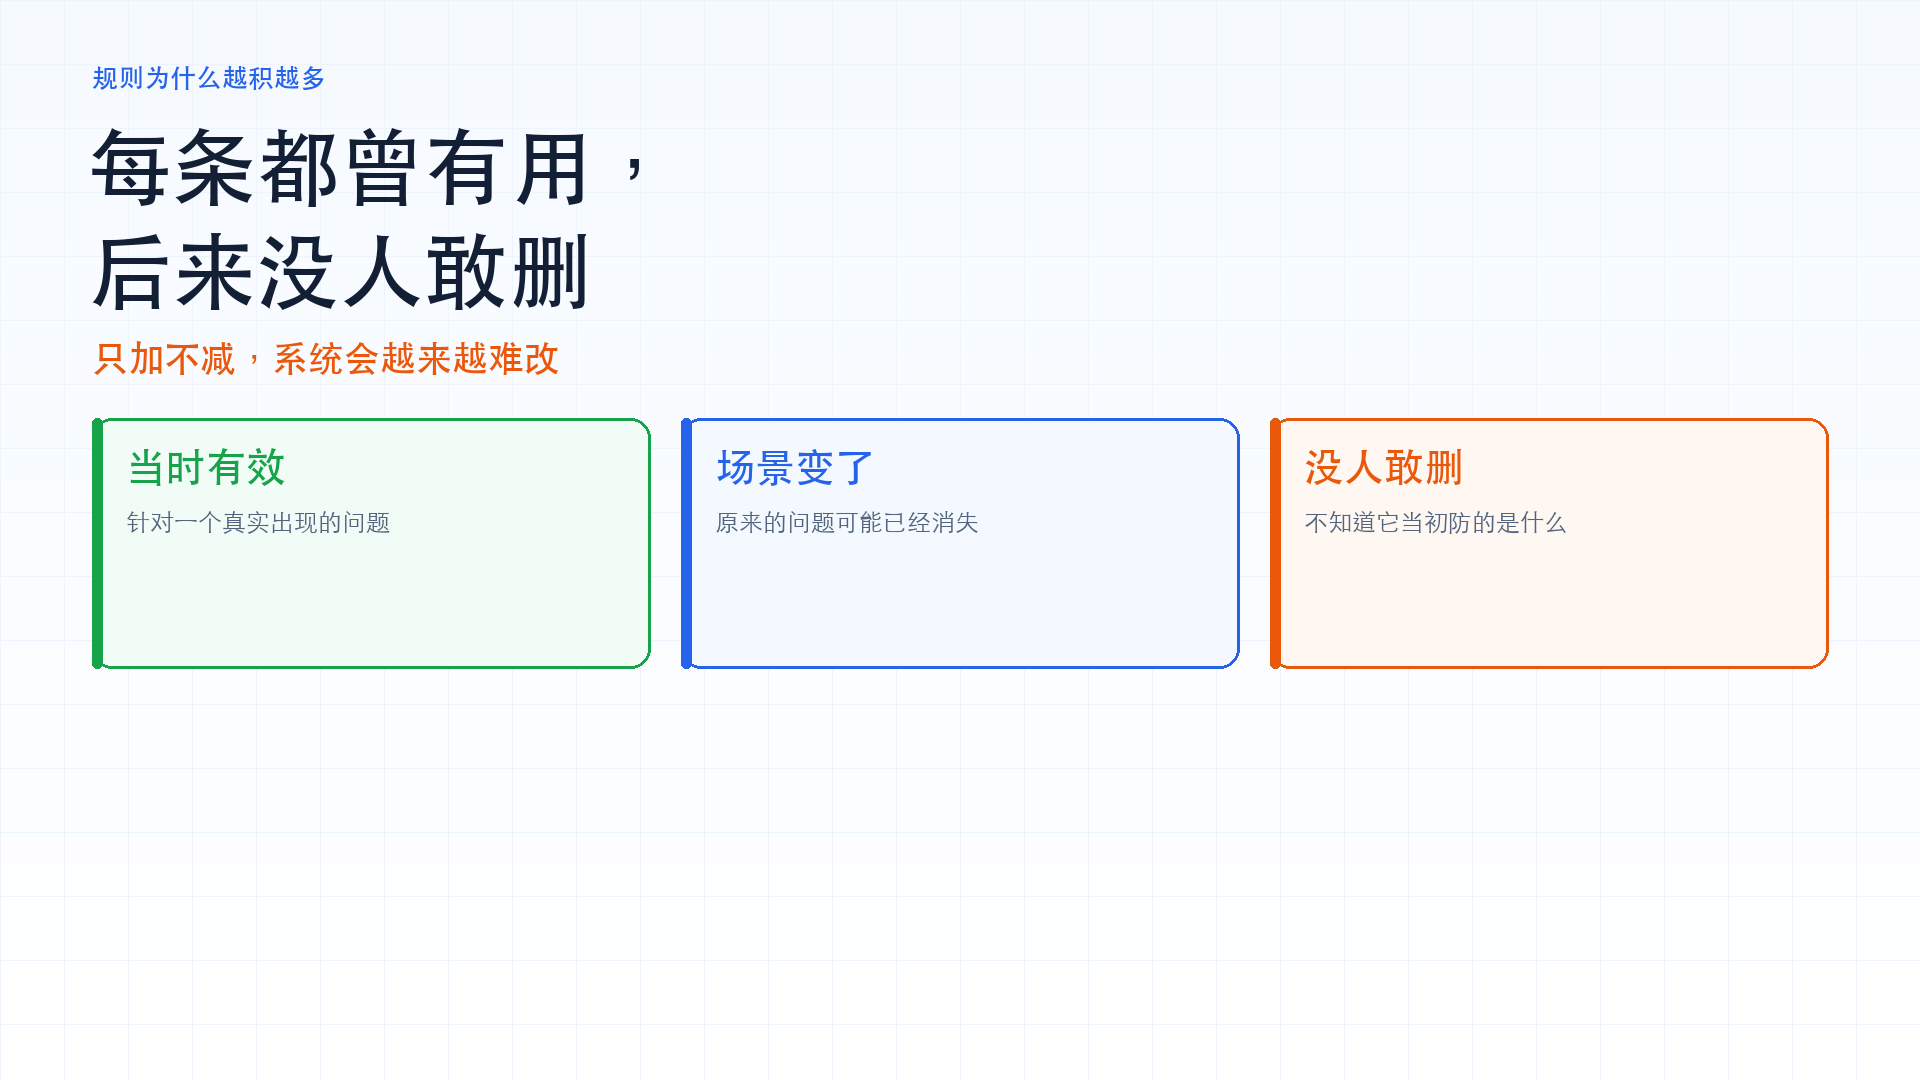 规则为什么越积越多
每条都曾有用，
后来没人敢删
只加不减，系统会越来越难改
当时有效
针对一个真实出现的问题
场景变了
原来的问题可能已经消失
没人敢删
不知道它当初防的是什么